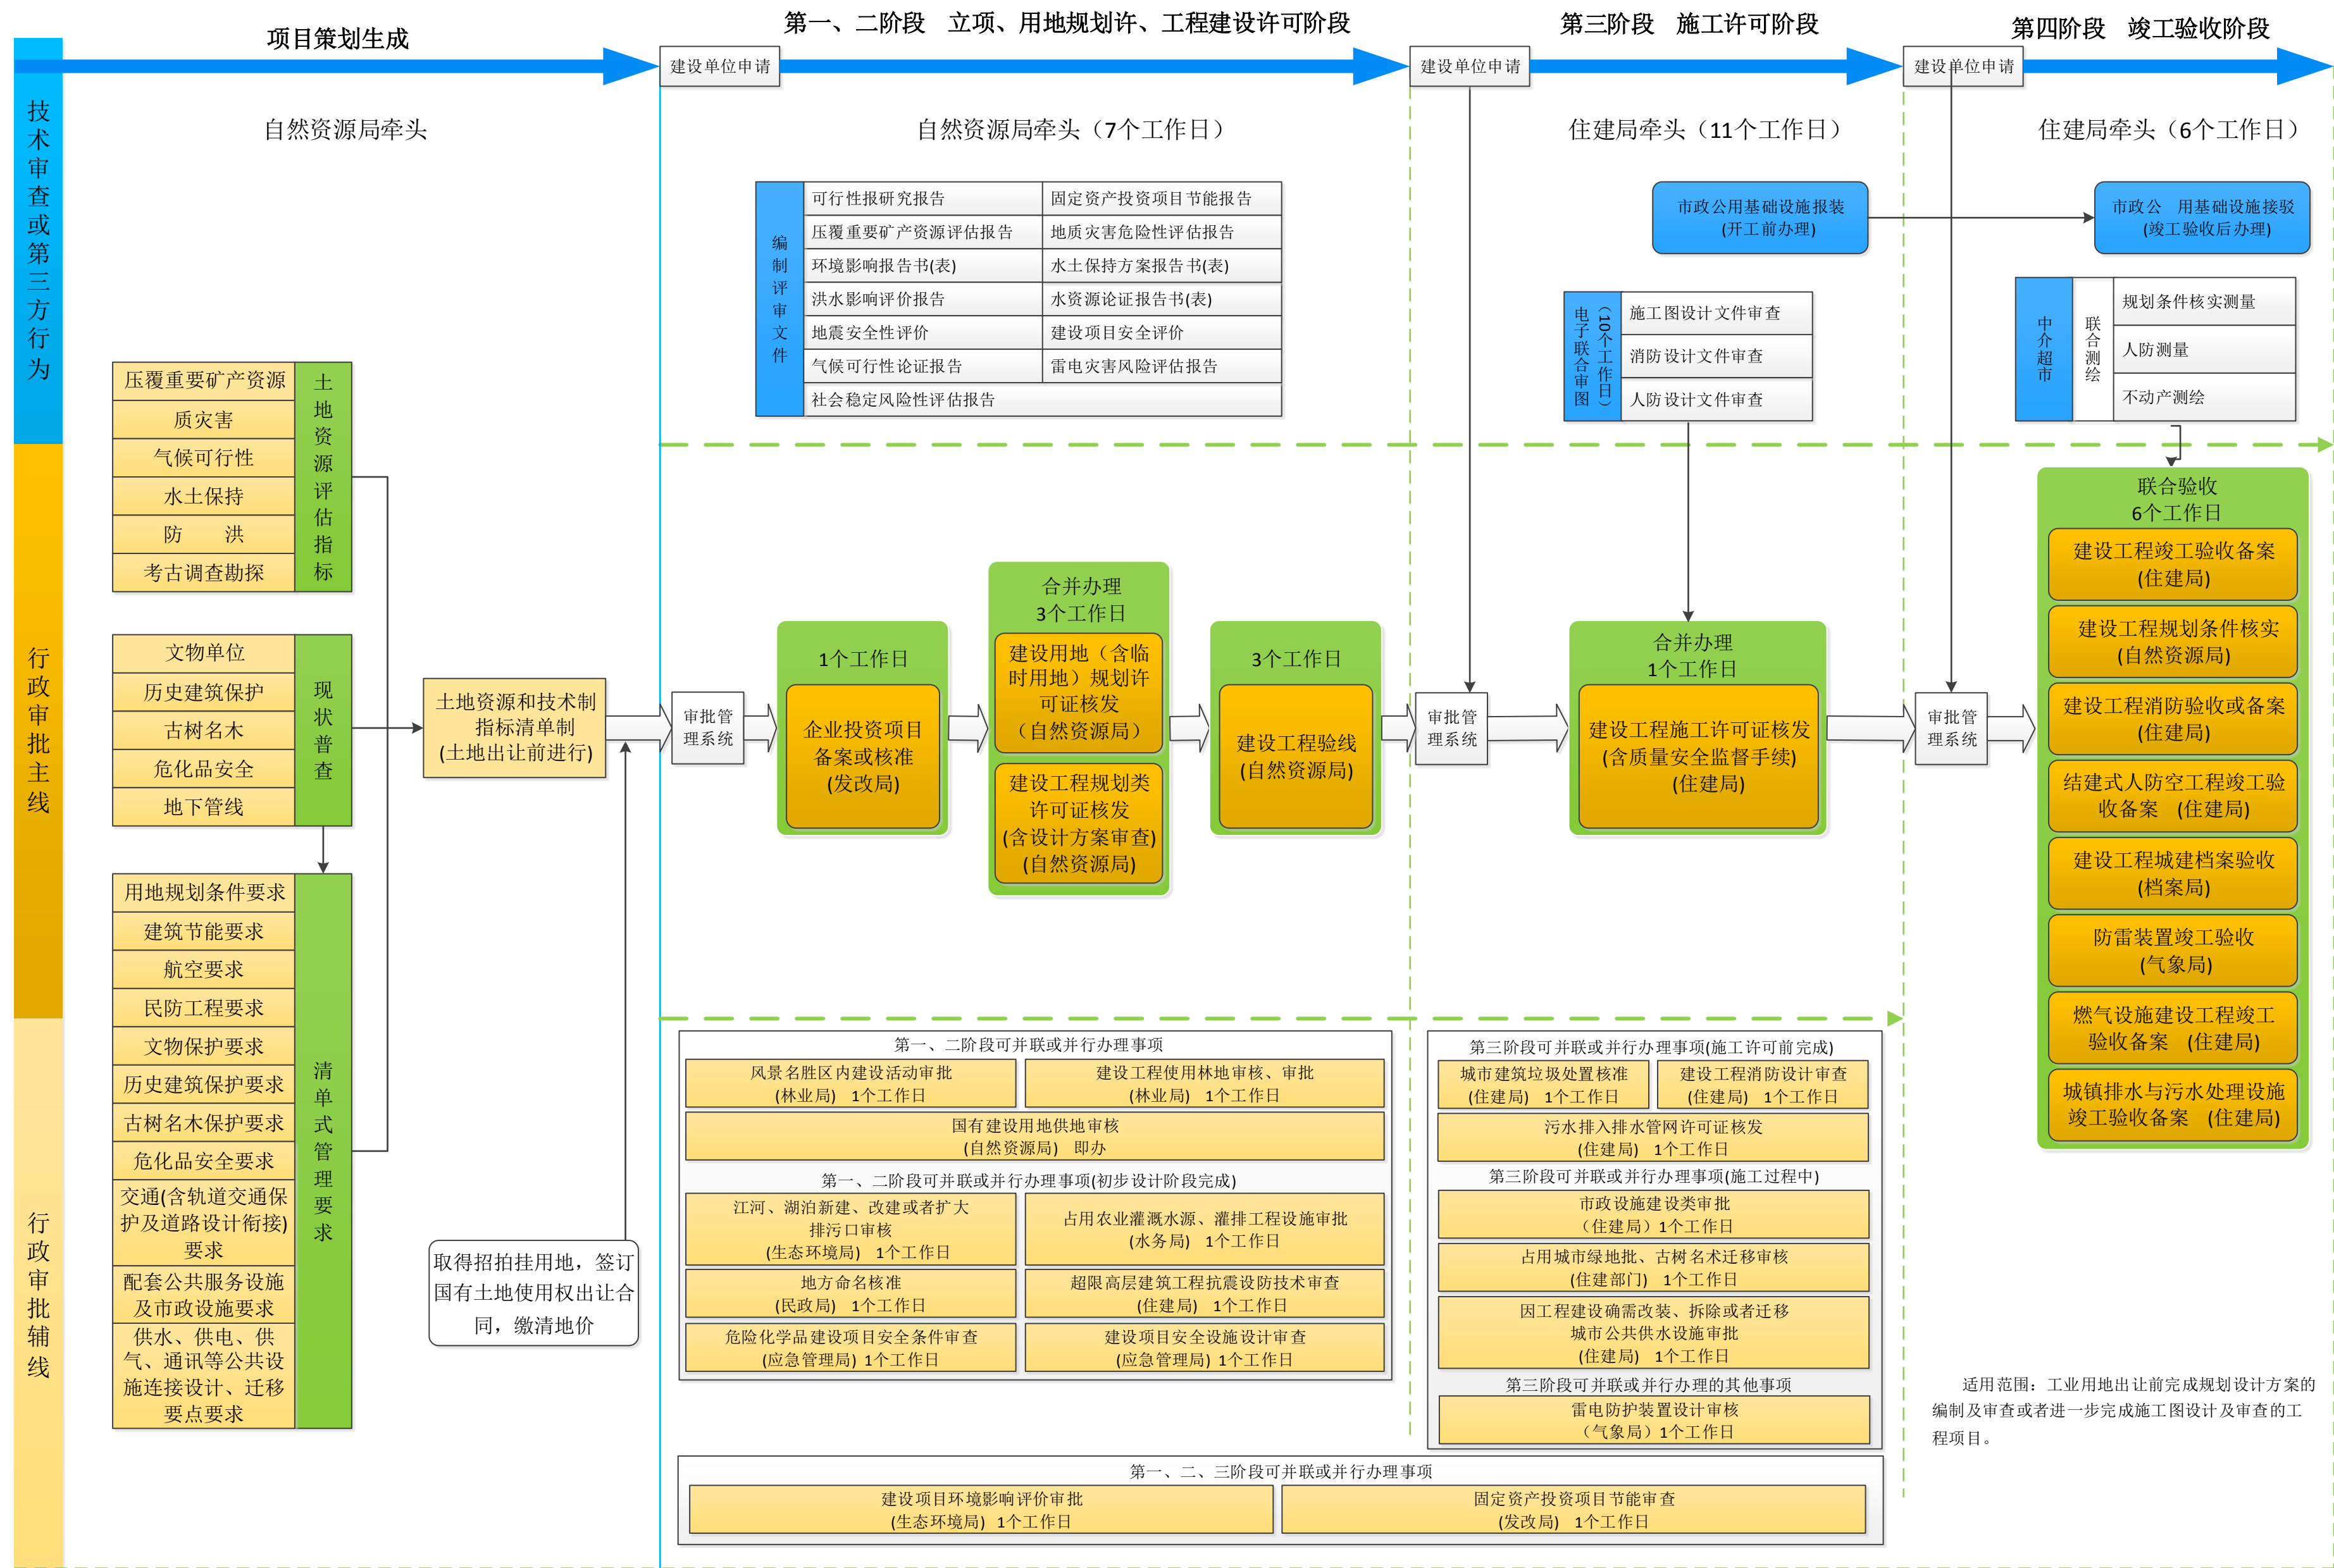 项目策划生成
第一、二阶段 立项、用地规划许、工程建设许可阶段
第三阶段 施工许可阶段
第四阶段 竣工验收阶段
建设单位申请
建设单位申请
建设单位申请
技术审查或第三方行为
行政审批主线
行政审批辅线
自然资源局牵头
自然资源局牵头（7个工作日）
住建局牵头（11个工作日）
住建局牵头（6个工作日）
压覆重要矿产资源
质灾害
气候可行性
水土保持
防 洪
考古调查勘探
土地资源评估指标
文物单位
历史建筑保护
古树名木
危化品安全
地下管线
现状普查
用地规划条件要求
建筑节能要求
航空要求
民防工程要求
文物保护要求
历史建筑保护要求
古树名木保护要求
危化品安全要求
交通(含轨道交通保
护及道路设计衔接)
要求
配套公共服务设施
及市政设施要求
供水、供电、供
气、通讯等公共设
施连接设计、迁移
要点要求
清单式管理要求
土地资源和技术制
指标清单制
(土地出让前进行)
取得招拍挂用地，签订
国有土地使用权出让合
同，缴清地价
编制评审文件
可行性报研究报告
固定资产投资项目节能报告
压覆重要矿产资源评估报告
地质灾害危险性评估报告
环境影响报告书(表)
水土保持方案报告书(表)
洪水影响评价报告
水资源论证报告书(表)
地震安全性评价
建设项目安全评价
气候可行性论证报告
雷电灾害风险评估报告
社会稳定风险性评估报告
审批管
理系统
1个工作日
企业投资项目
备案或核准
(发改局)
合并办理
3个工作日
建设用地（含临
时用地）规划许
可证核发
（自然资源局）
建设工程规划类
许可证核发
(含设计方案审查)
(自然资源局)
3个工作日
建设工程验线
(自然资源局)
第一、二阶段可并联或并行办理事项
风景名胜区内建设活动审批
(林业局) 1个工作日
建设工程使用林地审核、审批
(林业局) 1个工作日
国有建设用地供地审核
(自然资源局) 即办
第一、二阶段可并联或并行办理事项(初步设计阶段完成)
江河、湖泊新建、改建或者扩大
排污口审核
(生态环境局) 1个工作日
占用农业灌溉水源、灌排工程设施审批
(水务局) 1个工作日
地方命名核准
(民政局) 1个工作日
超限高层建筑工程抗震设防技术审查
(住建局) 1个工作日
危险化学品建设项目安全条件审查
(应急管理局) 1个工作日
建设项目安全设施设计审查
(应急管理局) 1个工作日
市政公用基础设施报装
(开工前办理)
电子联合审图
（10个工作日）
施工图设计文件审查
消防设计文件审查
人防设计文件审查
审批管
理系统
合并办理
1个工作日
建设工程施工许可证核发
(含质量安全监督手续)
(住建局)
第三阶段可并联或并行办理事项(施工许可前完成)
城市建筑垃圾处置核准
(住建局) 1个工作日
建设工程消防设计审查
(住建局) 1个工作日
污水排入排水管网许可证核发
(住建局) 1个工作日
第三阶段可并联或并行办理事项(施工过程中)
市政设施建设类审批
（住建局）1个工作日
占用城市绿地批、古树名术迁移审核
(住建部门) 1个工作日
因工程建设确需改装、拆除或者迁移
城市公共供水设施审批
(住建局) 1个工作日
第三阶段可并联或并行办理的其他事项
雷电防护装置设计审核
（气象局）1个工作日
第一、二、三阶段可并联或并行办理事项
建设项目环境影响评价审批
(生态环境局) 1个工作日
固定资产投资项目节能审查
(发改局) 1个工作日
市政公 用基础设施接驳
(竣工验收后办理)
中介超市
联合测绘
规划条件核实测量
人防测量
不动产测绘
审批管
理系统
联合验收
6个工作日
建设工程竣工验收备案
(住建局)
建设工程规划条件核实
(自然资源局)
建设工程消防验收或备案
(住建局)
结建式人防空工程竣工验
收备案 (住建局)
建设工程城建档案验收
(档案局)
防雷装置竣工验收
(气象局)
燃气设施建设工程竣工
验收备案 (住建局)
城镇排水与污水处理设施
竣工验收备案 (住建局)
适用范围：工业用地出让前完成规划设计方案的
编制及审查或者进一步完成施工图设计及审查的工
程项目。